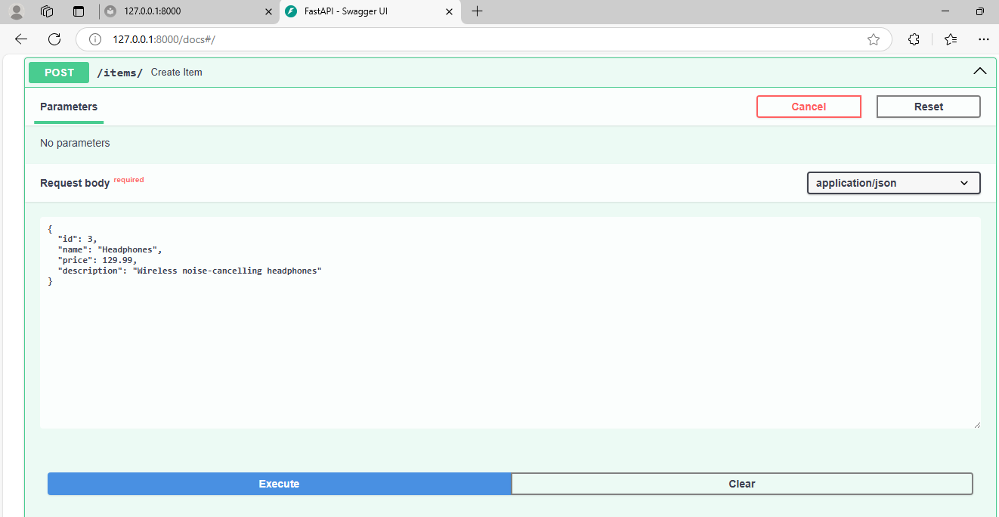 127.0.0.1:8000
FastAPI - Swagger UI
127.0.0.1:8000/docs#/
POST /items/ Create Item
Parameters
Cancel
Reset
No parameters
Request body required
application/json
{
  "id": 3,
  "name": "Headphones",
  "price": 129.99,
  "description": "Wireless noise-cancelling headphones"
}
Execute
Clear